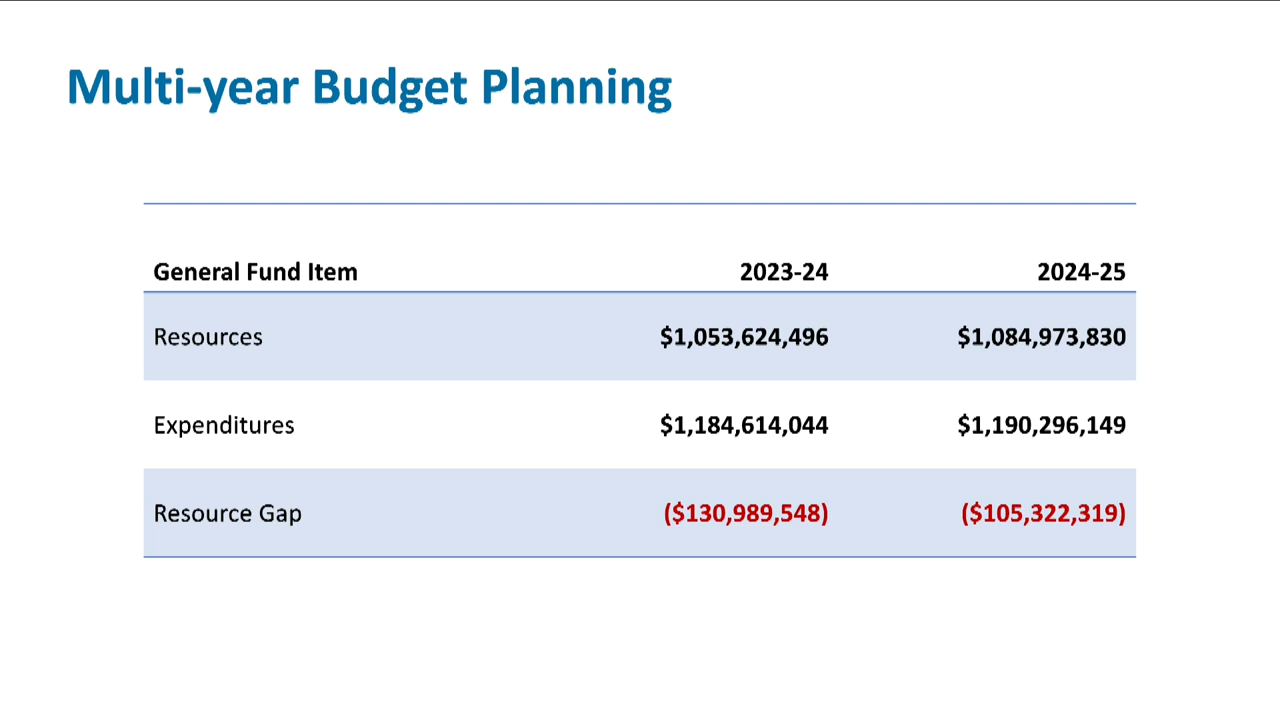 Multi-year Budget Planning
General Fund Item 2023-24 2024-25
Resources $1,053,624,496 $1,084,973,830
Expenditures $1,184,614,044 $1,190,296,149
Resource Gap ($130,989,548) ($105,322,319)